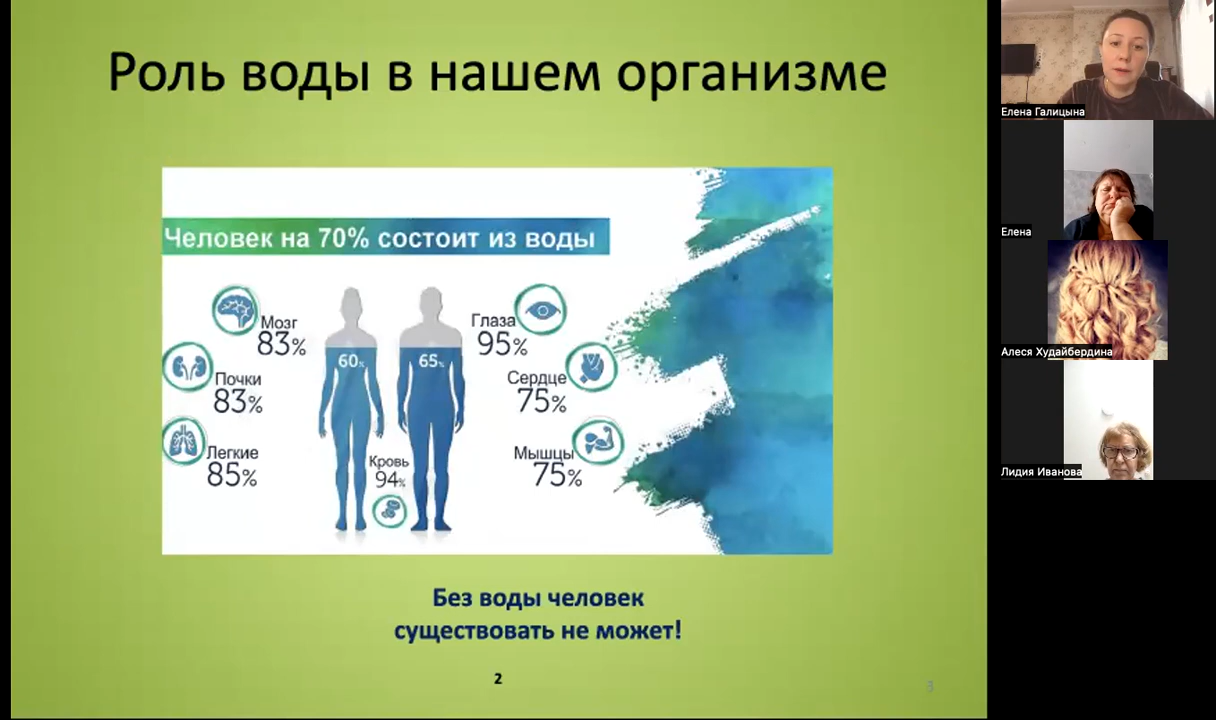 Роль воды в нашем организме
Человек на 70% состоит из воды
Мозг
83%
Почки
83%
Легкие
85%
60%
65%
Кровь
94%
Глаза
95%
Сердце
75%
Мышцы
75%
Без воды человек
существовать не может!
2
3
Елена Галицына
Елена
Алеся Худайбердина
Лидия Иванова